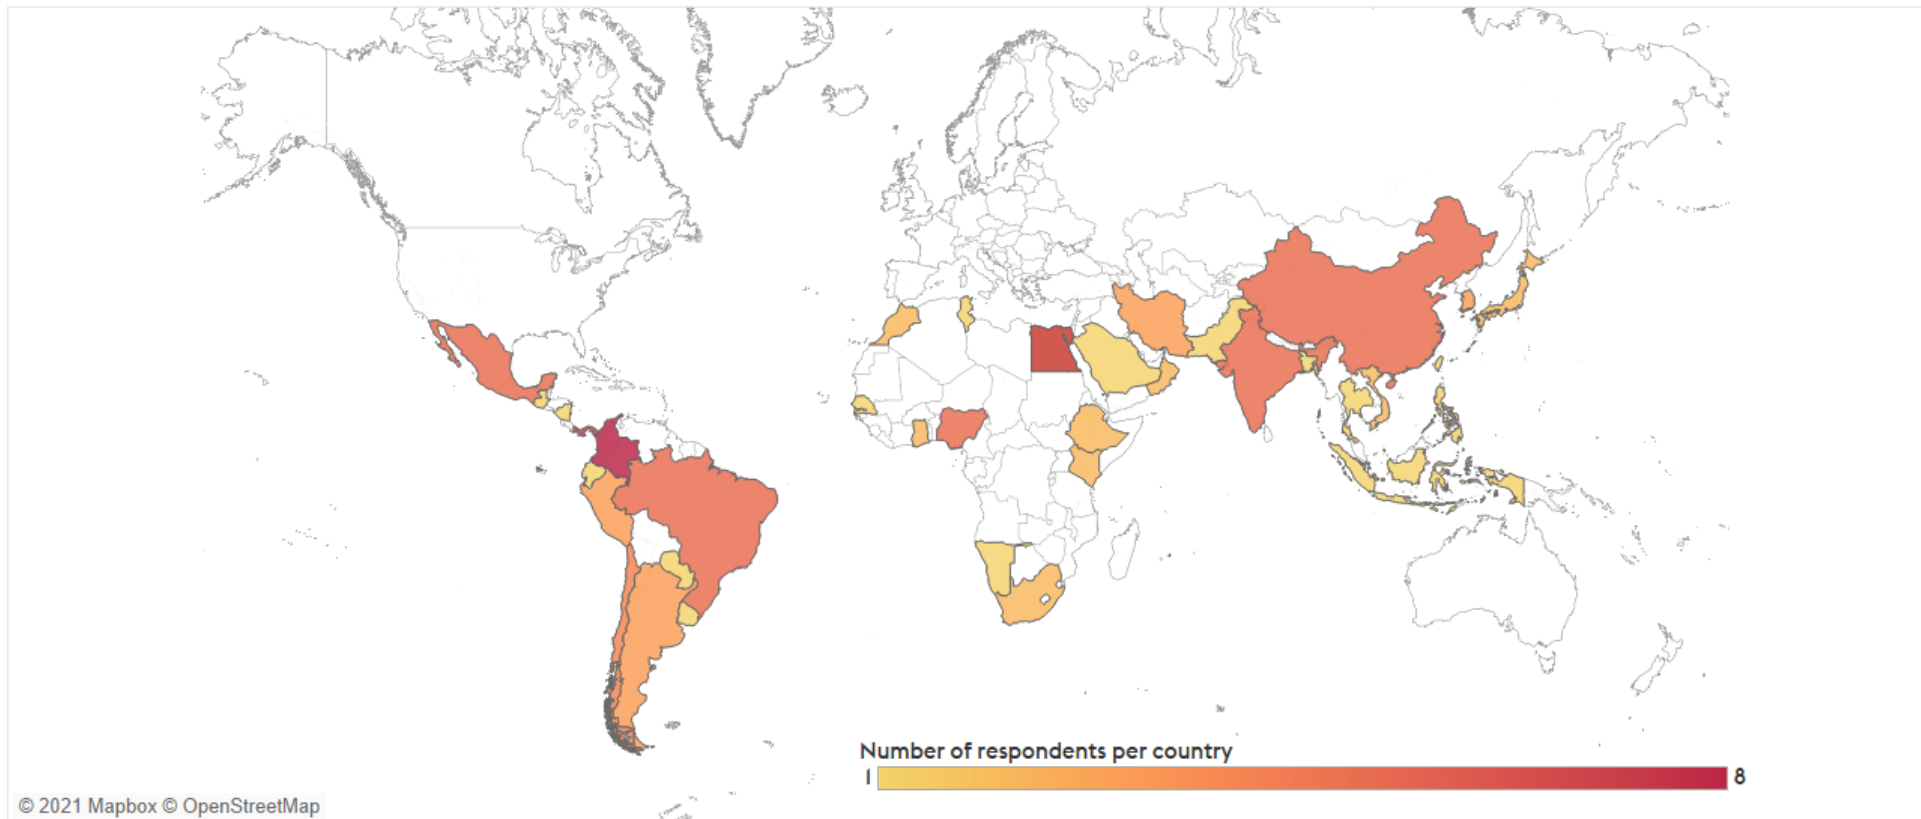 Number of respondents per country
1 8
© 2021 Mapbox © OpenStreetMap